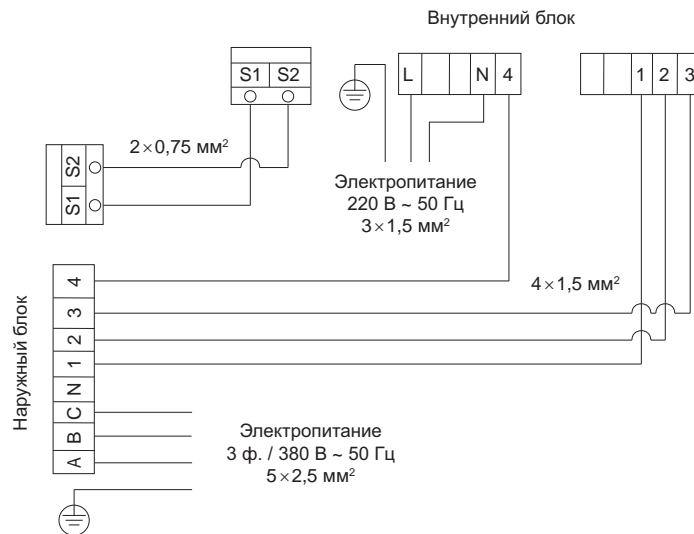 Внутренний блок
S1 S2
L N 4
1 2 3
2×0,75 мм²
S2
S1
Электропитание
220 В ~ 50 Гц
3×1,5 мм²
4×1,5 мм²
Наружный блок
4
3
2
1
N
C
B
A
Электропитание
3 ф. / 380 В ~ 50 Гц
5×2,5 мм²